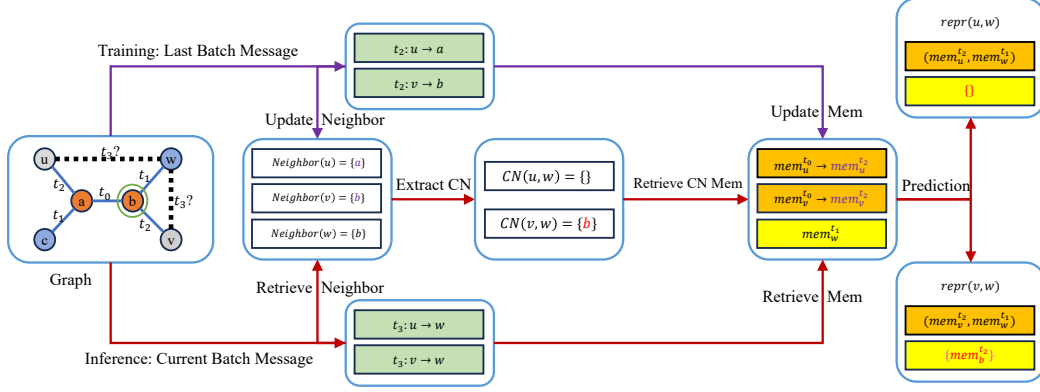 Training: Last Batch Message
t₂: u → a
t₂: v → b
Update Neighbor
Update Mem
repr(u, w)
(mem_u^{t₂}, mem_w^{t₁})
{}
u
t₃?
w
t₂
t₀
t₁
a
b
t₃?
t₁
t₂
c
v
Graph
Neighbor(u) = {a}
Neighbor(v) = {b}
Neighbor(w) = {b}
Extract CN
CN(u, w) = {}
CN(v, w) = {b}
Retrieve CN Mem
mem_u^{t₀} → mem_u^{t₂}
mem_v^{t₀} → mem_v^{t₂}
mem_w^{t₁}
Prediction
Retrieve Neighbor
Retrieve Mem
Inference: Current Batch Message
t₃: u → w
t₃: v → w
repr(v, w)
(mem_v^{t₂}, mem_w^{t₁})
{mem_b^{t₂}}